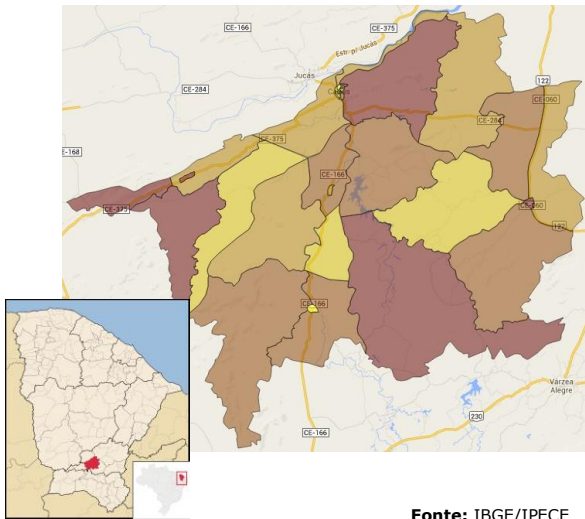 CE-166
CE-375
Estr. p/ Jucás
Jucás
CE-284
122
CE-060
CE-284
CE-375
CE-168
CE-166
CE-375
CE-060
122
CE-166
Várzea
Alegre
230
CE-166
Fonte: IBGE/IPECE